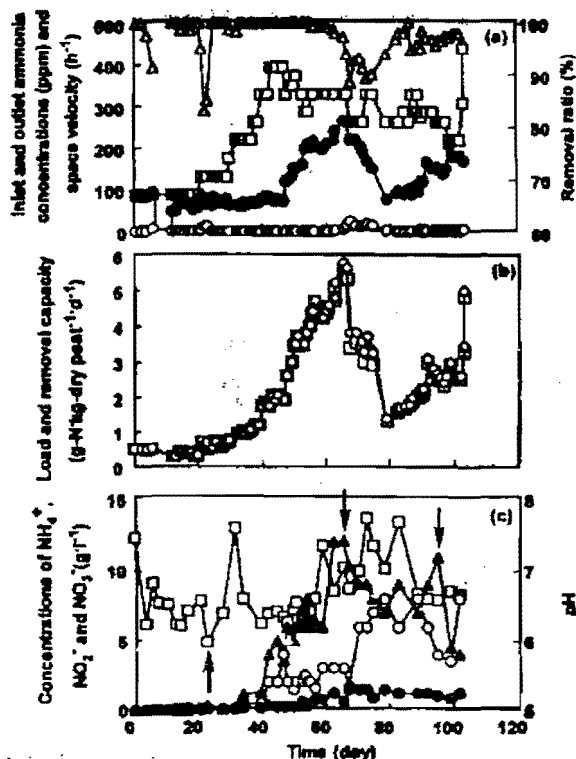 Inlet and outlet ammonia
concentrations (ppm) and
space velocity (h⁻¹)
600
500
400
300
200
100
0
(a)
100
90
80
70
60
Removal ratio (%)
Load and removal capacity
(g-N·kg-dry peat⁻¹·d⁻¹)
6
5
4
3
2
1
0
(b)
Concentrations of NH₄⁺,
NO₂⁻ and NO₃⁻ (g·l⁻¹)
15
10
5
0
(c)
8
7
6
5
pH
0 20 40 60 80 100 120
Time (day)